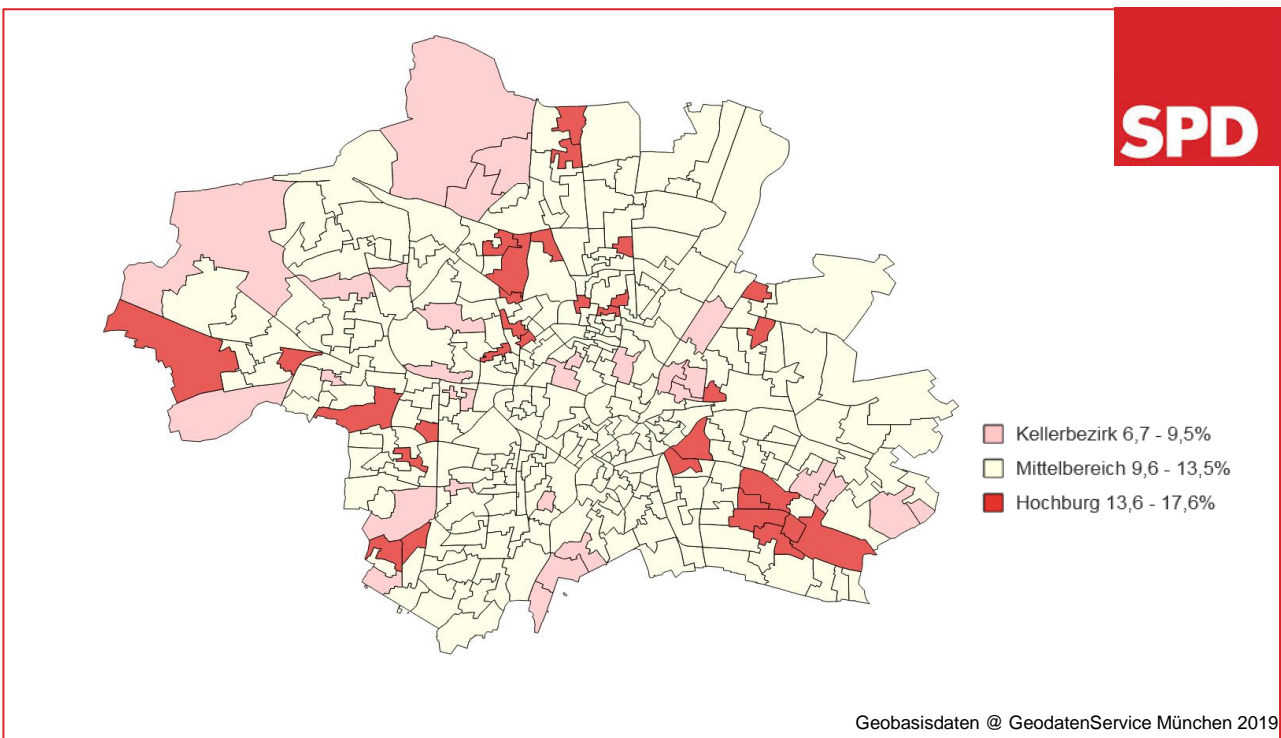 SPD
Kellerbezirk 6,7 - 9,5%
Mittelbereich 9,6 - 13,5%
Hochburg 13,6 - 17,6%
Geobasisdaten @ GeodatenService München 2019